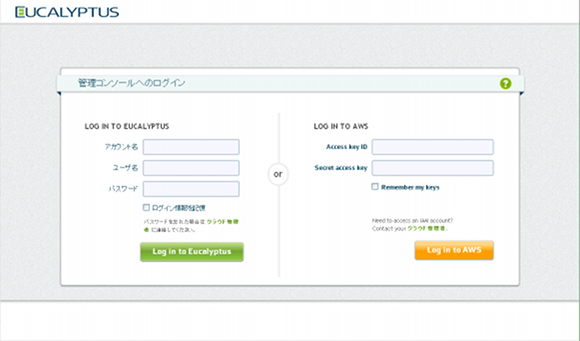 EUCALYPTUS
管理コンソールへのログイン
?
LOG IN TO EUCALYPTUS
アカウント名
ユーザ名
パスワード
ログイン情報を記憶
パスワードを忘れた場合は クラウド管理
者 に連絡してください。
Log in to Eucalyptus
or
LOG IN TO AWS
Access key ID
Secret access key
Remember my keys
Need to access an IAM account?
Contact your クラウド管理者.
Log in to AWS